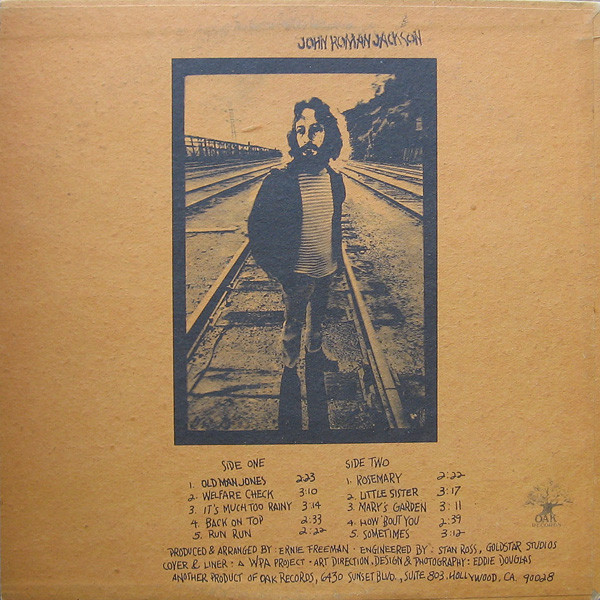 JOHN ROMAN JACKSON
SIDE ONE
1. OLD MAN JONES 2:23
2. WELFARE CHECK 3:10
3. IT'S MUCH TOO RAINY 3:14
4. BACK ON TOP 2:33
5. RUN RUN 2:22
SIDE TWO
1. ROSEMARY 2:22
2. LITTLE SISTER 3:17
3. MARY'S GARDEN 3:11
4. HOW 'BOUT YOU 2:39
5. SOMETIMES 3:12
OAK
RECORDS
PRODUCED & ARRANGED BY: ERNIE FREEMAN · ENGINEERED BY: STAN ROSS, GOLDSTAR STUDIOS
COVER & LINER - A WPA PROJECT - ART DIRECTION, DESIGN & PHOTOGRAPHY: EDDIE DOUGLAS
ANOTHER PRODUCT OF OAK RECORDS, 6430 SUNSET BLVD., SUITE 803, HOLLYWOOD, CA. 90028